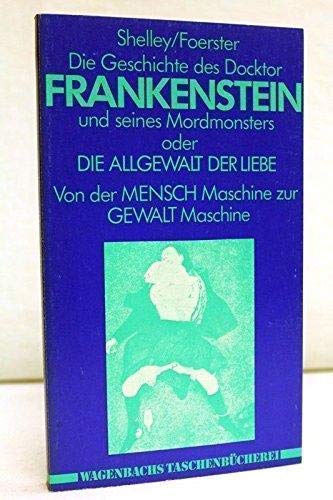 Shelley/Foerster
Die Geschichte des Docktor
FRANKENSTEIN
und seines Mordmonsters
oder
DIE ALLGEWALT DER LIEBE
Von der MENSCH Maschine zur
GEWALT Maschine
WAGENBACHS TASCHENBÜCHEREI